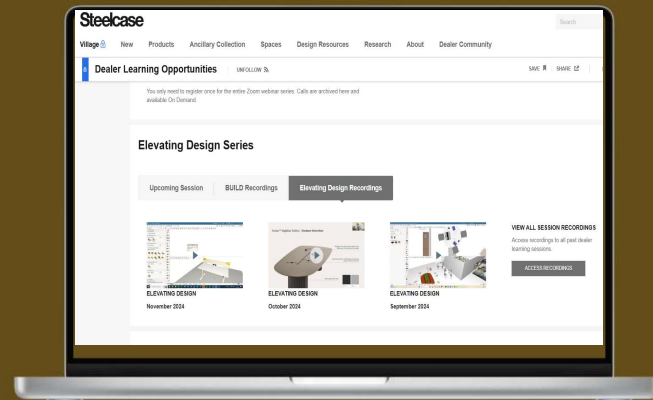 Steelcase
Search
Village New Products Ancillary Collection Spaces Design Resources Research About Dealer Community
Dealer Learning Opportunities UNFOLLOW SAVE SHARE
You only need to register once for the entire Zoom webinar series. Calls are archived here and
available On Demand.
Elevating Design Series
Upcoming Session BUILD Recordings Elevating Design Recordings
VIEW ALL SESSION RECORDINGS
Access recordings to all past dealer
learning sessions.
ACCESS RECORDINGS
ELEVATING DESIGN ELEVATING DESIGN ELEVATING DESIGN
November 2024 October 2024 September 2024